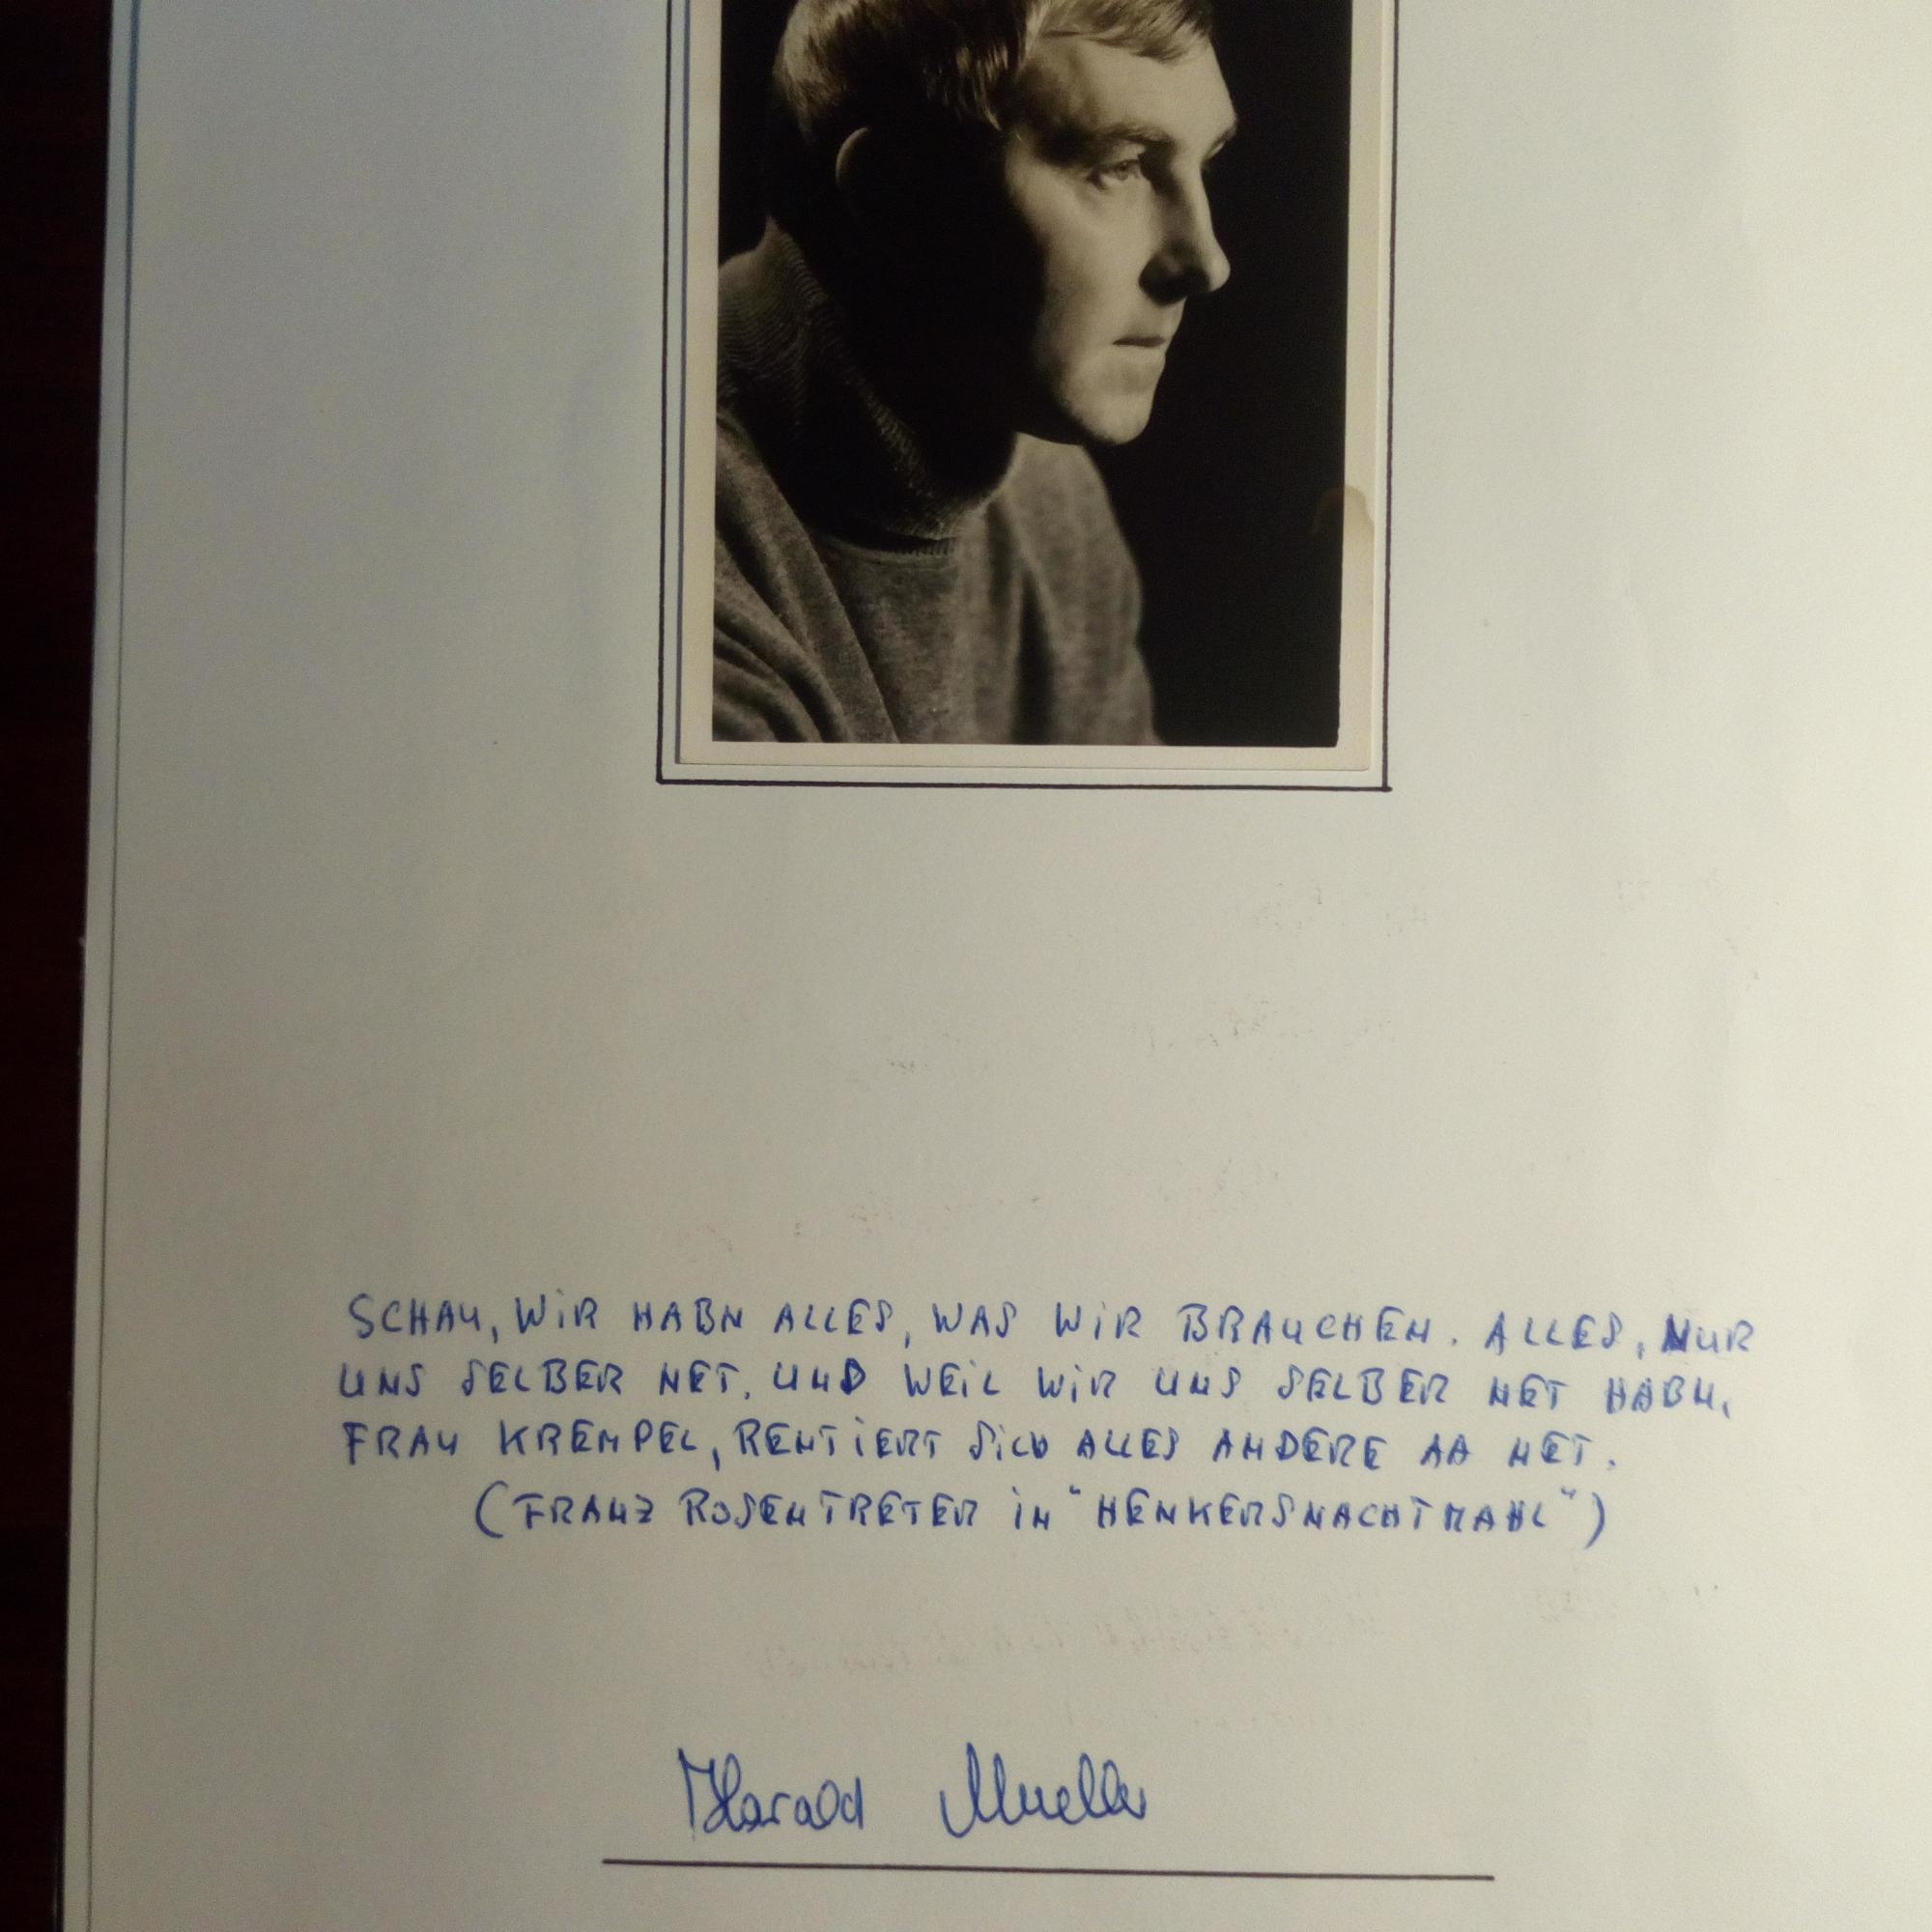 SCHAU, WIR HABN ALLES, WAS WIR BRAUCHEN. ALLES, NUR
UNS SELBER NET. UND WEIL WIR UNS SELBER NET HABN,
FRAU KREMPEL, RENTIERT SICH ALLES ANDERE AA NET.
(FRANZ ROSENTRETER IN "HENKERSNACHTMAHL")
Harald Mueller